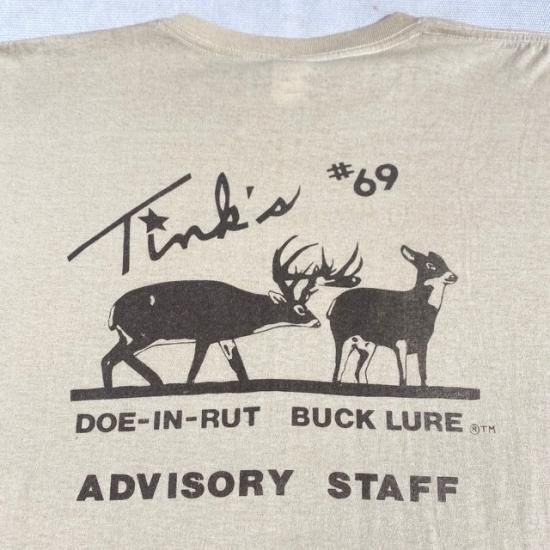 Tink's #69
DOE-IN-RUT BUCK LURE ®TM
ADVISORY STAFF